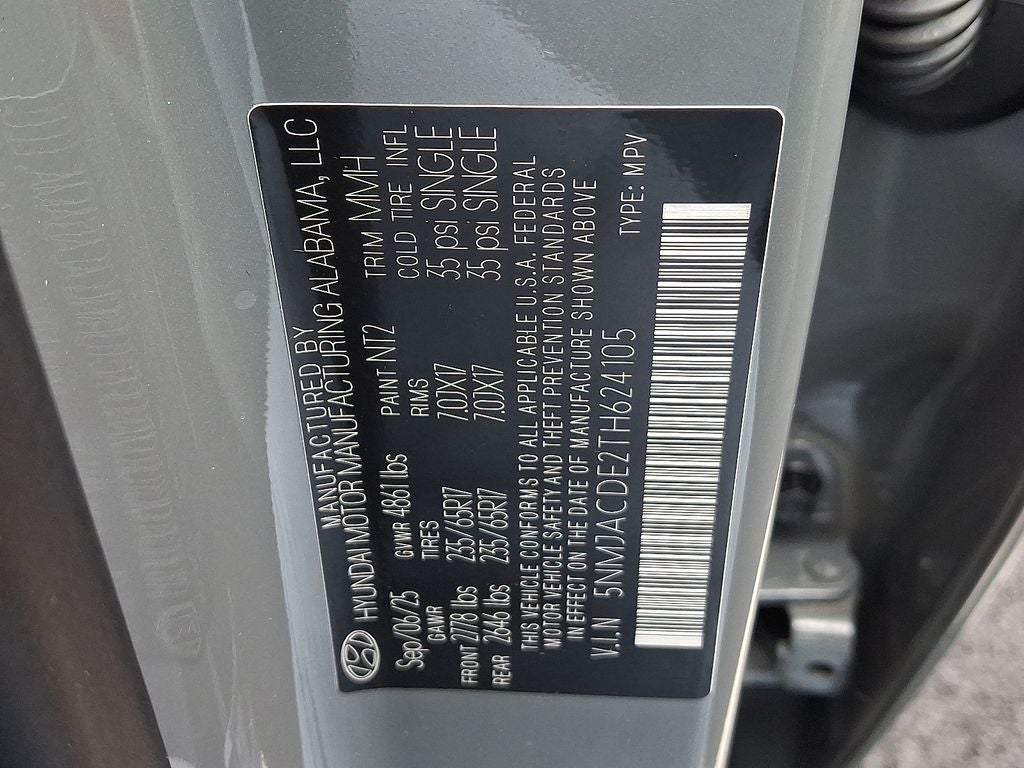 MANUFACTURED BY
HYUNDAI MOTOR MANUFACTURING ALABAMA, LLC
Sep/06/25 GVWR 4861 lbs PAINT-NT2 TRIM MMH
GAWR TIRES RIMS COLD TIRE INFL
FRONT 2778 lbs 235/65R17 7.0JX17 35 psi SINGLE
REAR 2646 lbs 235/65R17 7.0JX17 35 psi SINGLE
THIS VEHICLE CONFORMS TO ALL APPLICABLE U.S.A. FEDERAL
MOTOR VEHICLE SAFETY AND THEFT PREVENTION STANDARDS
IN EFFECT ON THE DATE OF MANUFACTURE SHOWN ABOVE
V.I.N 5NMJACDE2TH624105 TYPE: MPV